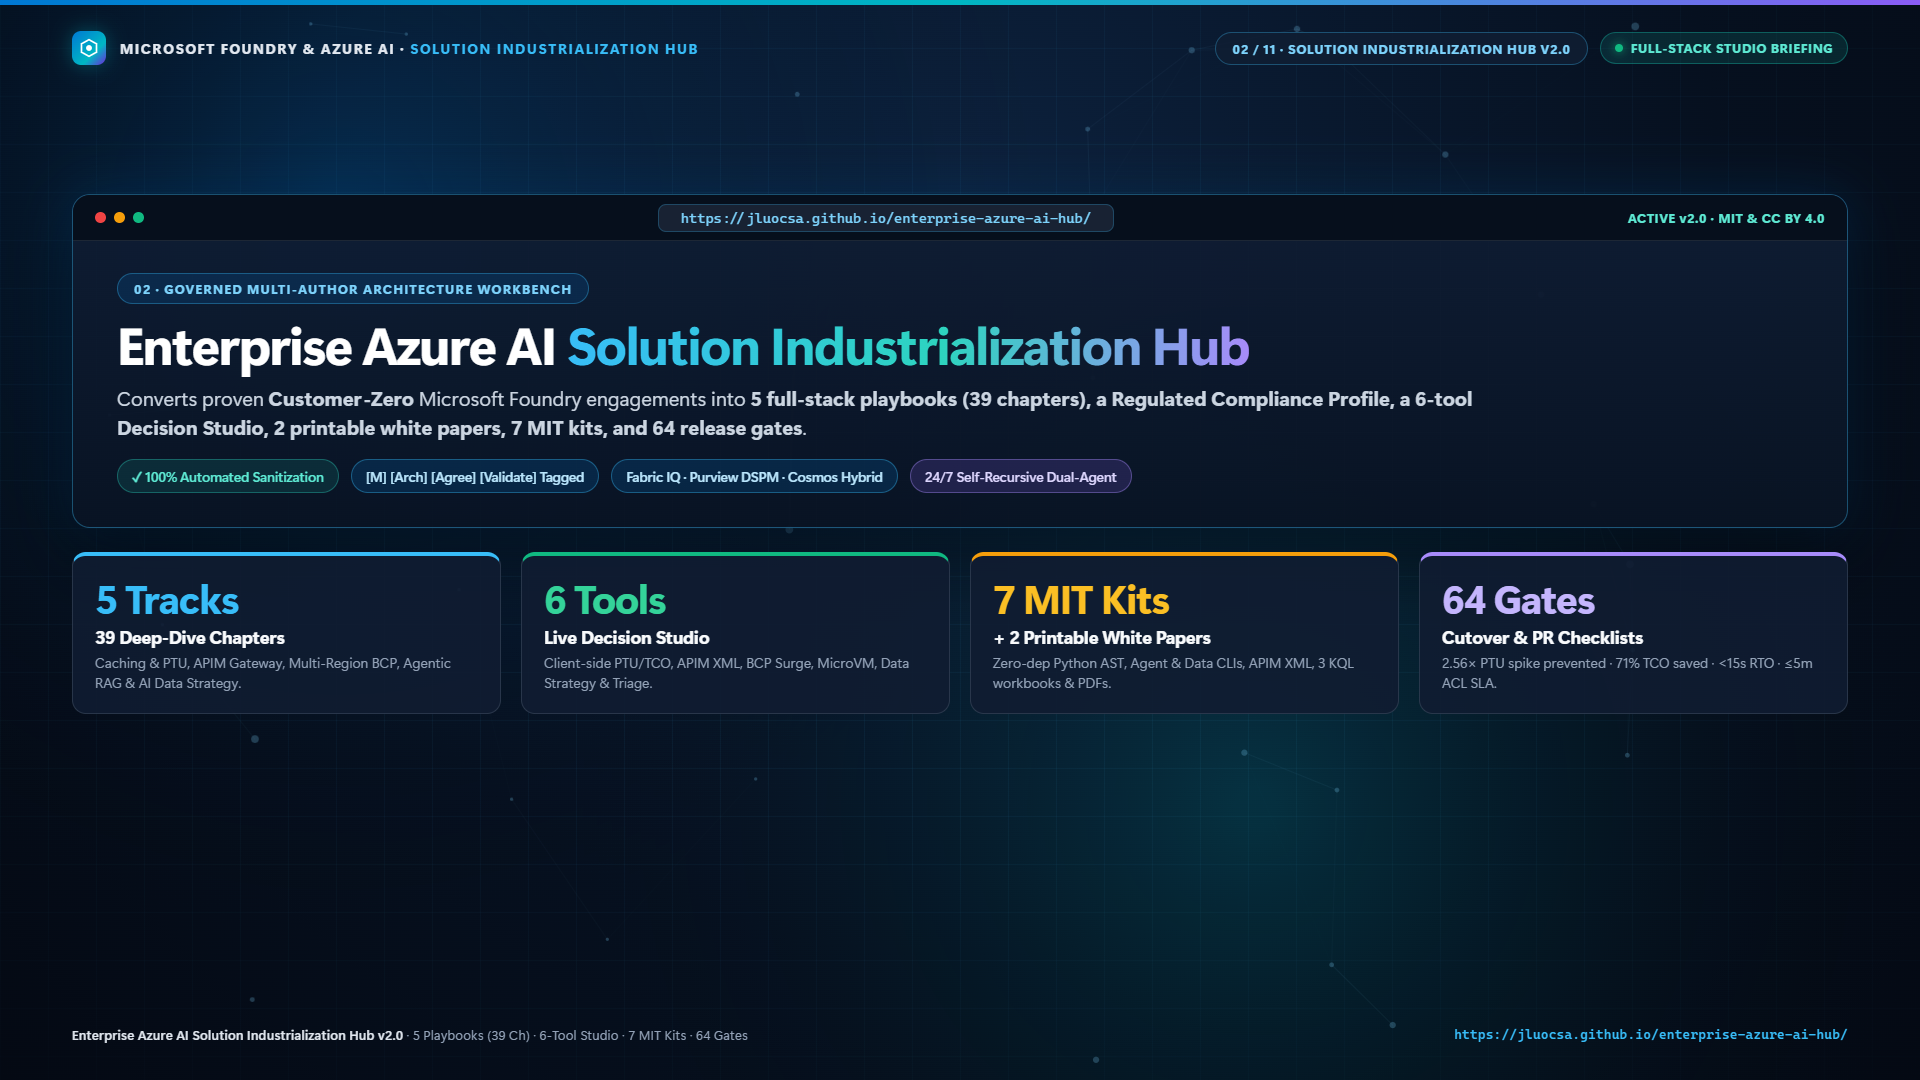 MICROSOFT FOUNDRY & AZURE AI · SOLUTION INDUSTRIALIZATION HUB
02 / 11 · SOLUTION INDUSTRIALIZATION HUB V2.0
FULL-STACK STUDIO BRIEFING
https://jluocsa.github.io/enterprise-azure-ai-hub/
ACTIVE v2.0 · MIT & CC BY 4.0
02 · GOVERNED MULTI-AUTHOR ARCHITECTURE WORKBENCH
Enterprise Azure AI Solution Industrialization Hub
Converts proven Customer-Zero Microsoft Foundry engagements into 5 full-stack playbooks (39 chapters), a Regulated Compliance Profile, a 6-tool
Decision Studio, 2 printable white papers, 7 MIT kits, and 64 release gates.
✓ 100% Automated Sanitization
[M] [Arch] [Agree] [Validate] Tagged
Fabric IQ · Purview DSPM · Cosmos Hybrid
24/7 Self-Recursive Dual-Agent
5 Tracks
39 Deep-Dive Chapters
Caching & PTU, APIM Gateway, Multi-Region BCP, Agentic
RAG & AI Data Strategy.
6 Tools
Live Decision Studio
Client-side PTU/TCO, APIM XML, BCP Surge, MicroVM, Data
Strategy & Triage.
7 MIT Kits
+ 2 Printable White Papers
Zero-dep Python AST, Agent & Data CLIs, APIM XML, 3 KQL
workbooks & PDFs.
64 Gates
Cutover & PR Checklists
2.56× PTU spike prevented · 71% TCO saved · <15s RTO · ≤5m
ACL SLA.
Enterprise Azure AI Solution Industrialization Hub v2.0 · 5 Playbooks (39 Ch) · 6-Tool Studio · 7 MIT Kits · 64 Gates
https://jluocsa.github.io/enterprise-azure-ai-hub/